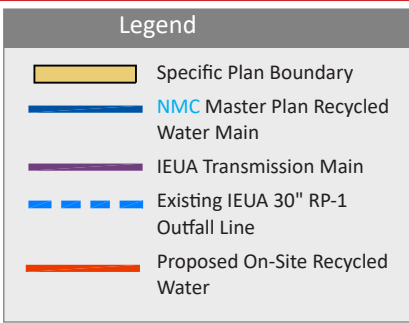 Legend
Specific Plan Boundary
NMC Master Plan Recycled
Water Main
IEUA Transmission Main
Existing IEUA 30" RP-1
Outfall Line
Proposed On-Site Recycled
Water